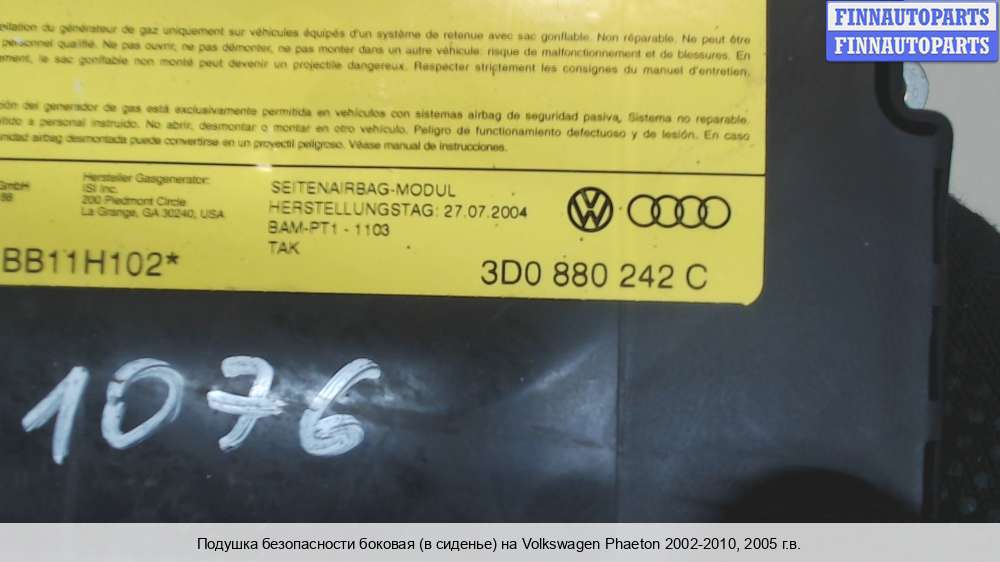 FINNAUTOPARTS
FINNAUTOPARTS
du générateur de gaz uniquement sur véhicules équipés d'un système de retenue avec sac gonflable. Non réparable. Ne peut être
personnel qualifié. Ne pas ouvrir, ne pas démonter, ne pas monter dans un autre véhicule: risque de malfonctionnement et de blessures. En
ement, le sac gonflable non monté peut devenir un projectile dangereux. Respecter strictement les consignes du manuel d'entretien.
ción del generador de gas está exclusivamente permitida en vehículos con sistemas airbag de seguridad pasiva, Sistema no reparable.
tido a personal instruido. No abrir, desmontar o montar en otro vehículo. Peligro de funcionamiento defectuoso y de lesión. En caso
nidad airbag desmontada puede convertirse en un proyectil peligroso. Véase manual de instrucciones.
GmbH
Hersteller Gasgenerator:
ISI Inc.
200 Piedmont Circle
La Grange, GA 30240, USA
SEITENAIRBAG-MODUL
HERSTELLUNGSTAG: 27.07.2004
BAM-PT1 - 1103
TAK
BB11H102*
3D0 880 242 C
1076
Подушка безопасности боковая (в сиденье) на Volkswagen Phaeton 2002-2010, 2005 г.в.